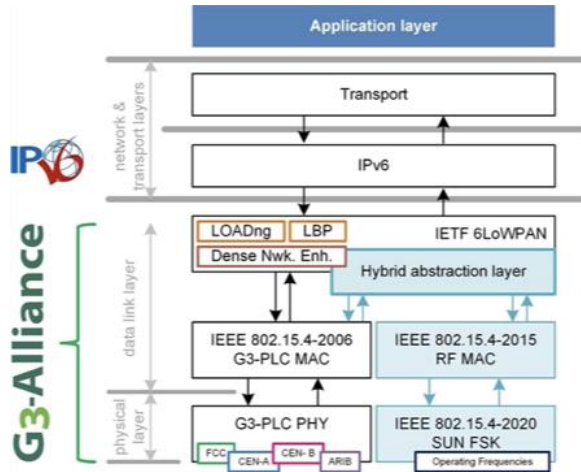 Application layer
Transport
network &
transport layers
IPv6
IPv6
LOADng
LBP
IETF 6LoWPAN
Dense Nwk. Enh.
Hybrid abstraction layer
G3-Alliance
data link layer
IEEE 802.15.4-2006
G3-PLC MAC
IEEE 802.15.4-2015
RF MAC
physical
layer
G3-PLC PHY
IEEE 802.15.4-2020
SUN FSK
FCC
CEN-A
CEN- B
ARIB
Operating Frequencies